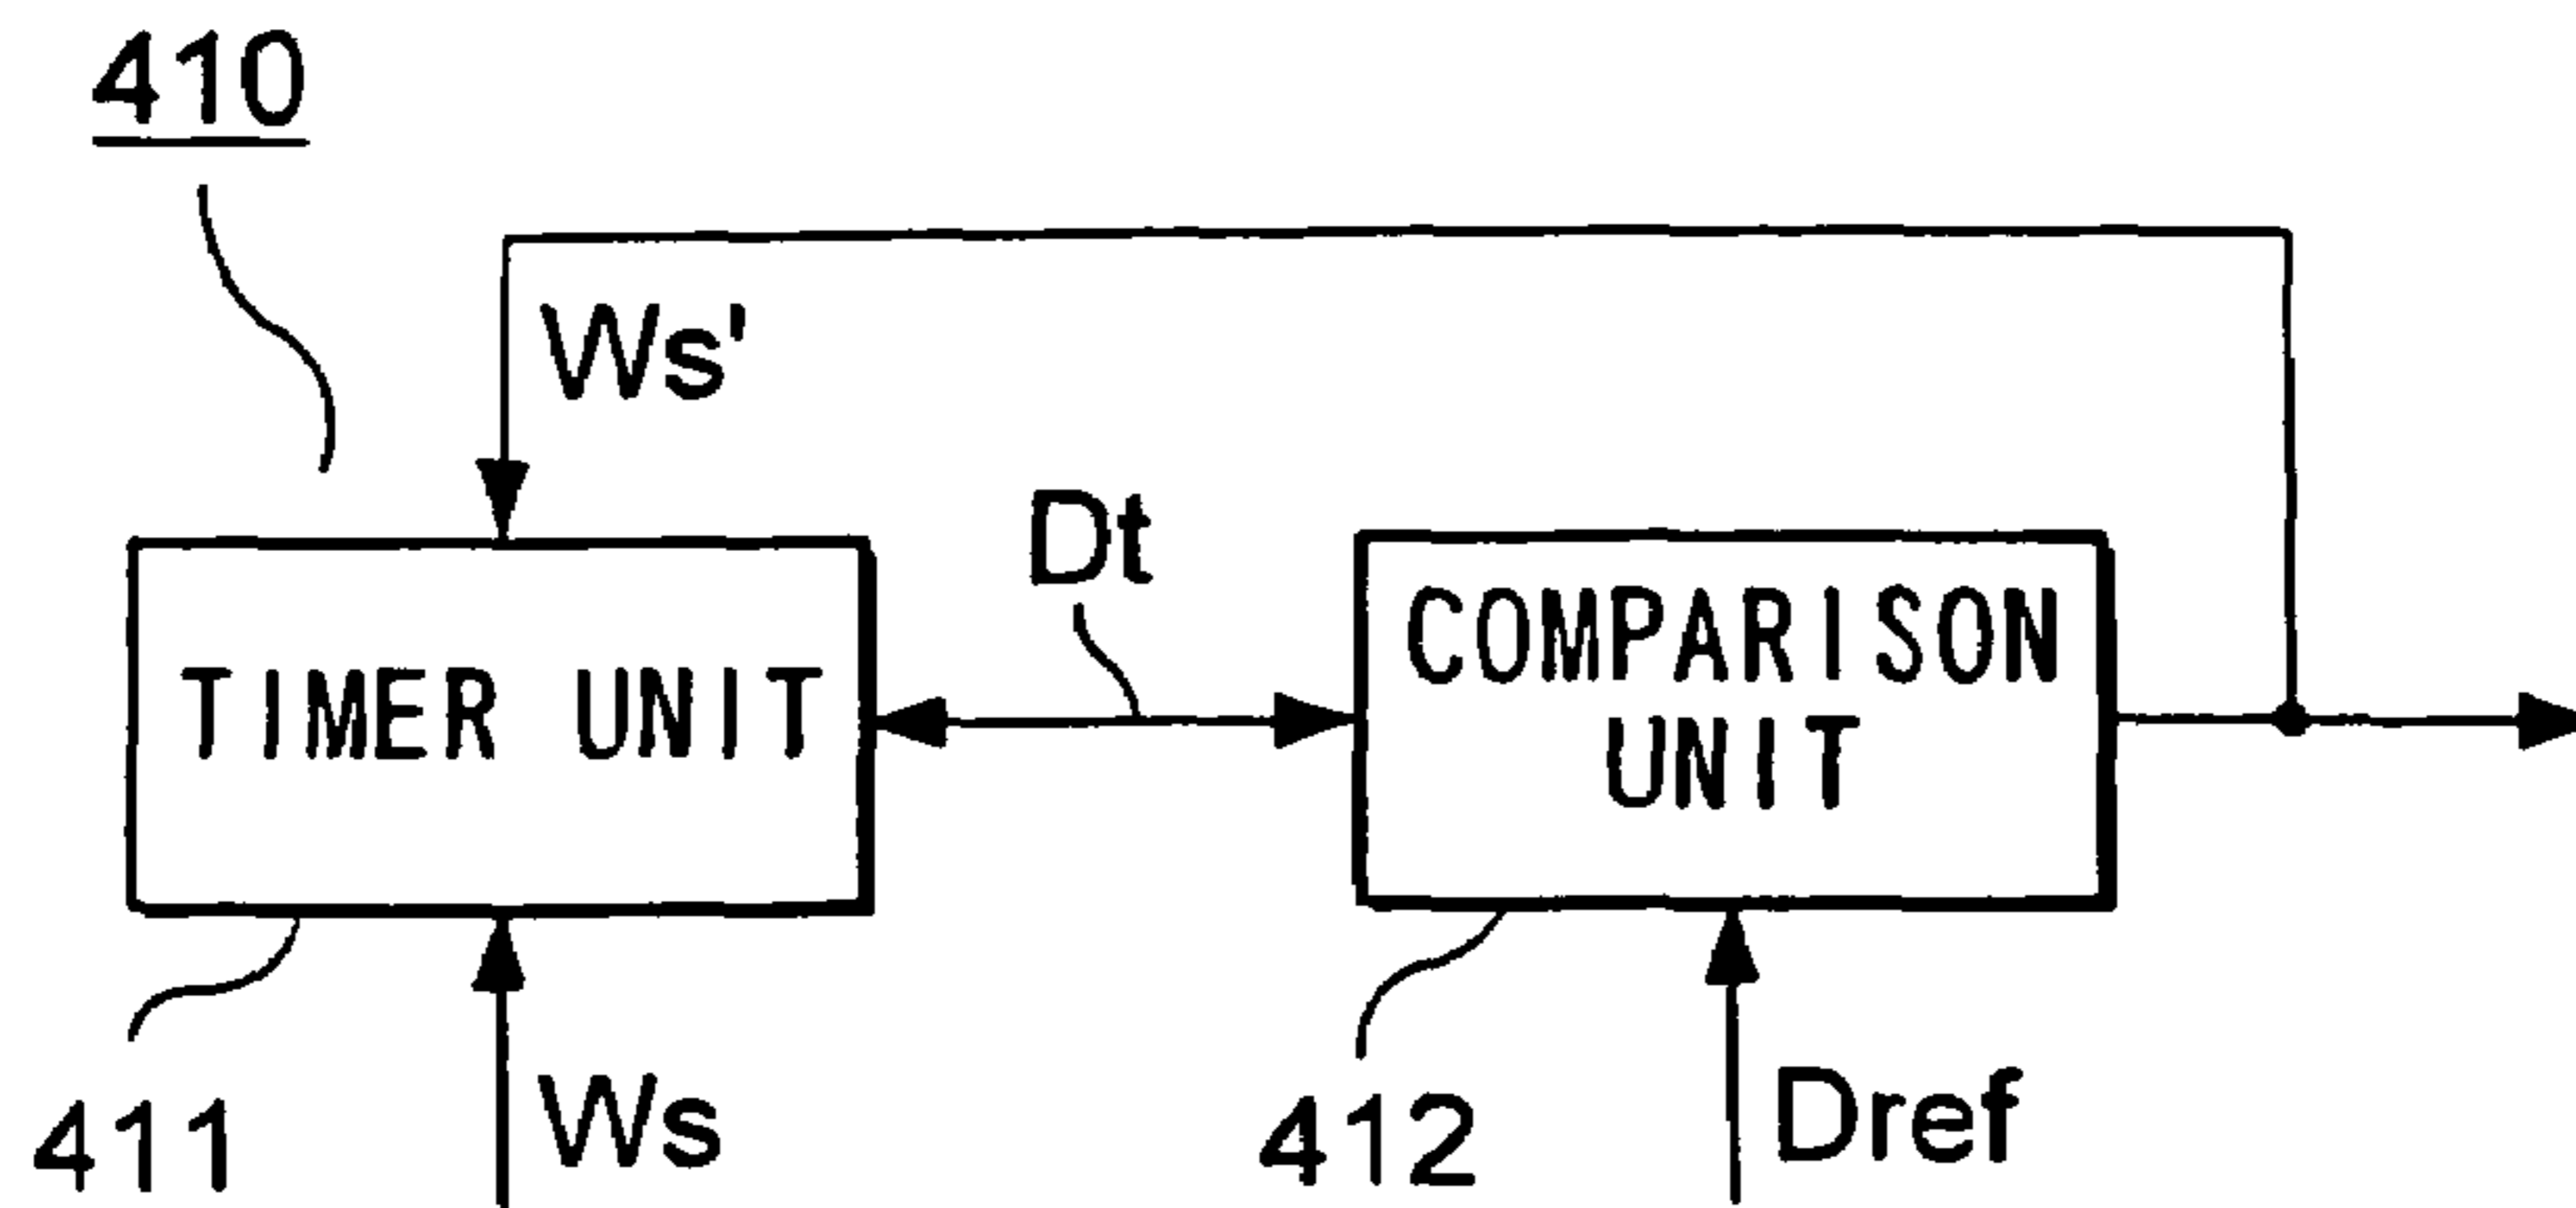 410
Ws'
Dt
TIMER UNIT
COMPARISON
UNIT
411
Ws
412
Dref